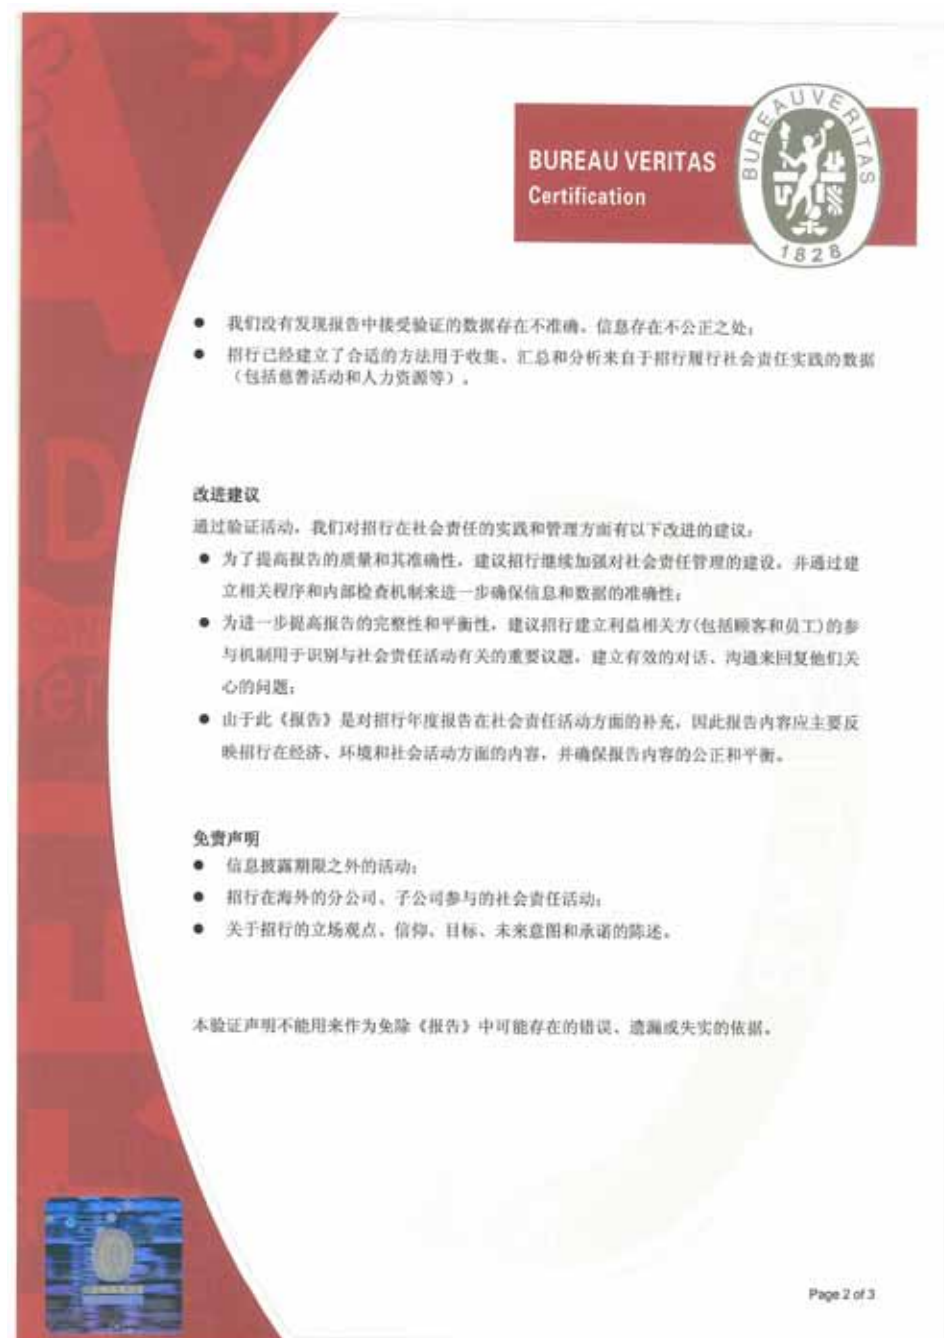 BUREAU VERITAS
Certification
BUREAU VERITAS
1828
● 我们没有发现报告中接受验证的数据存在不准确、信息存在不公正之处；
● 招行已经建立了合适的方法用于收集、汇总和分析来自于招行履行社会责任实践的数据
（包括慈善活动和人力资源等）。
改进建议
通过验证活动，我们对招行在社会责任的实践和管理方面有以下改进的建议：
● 为了提高报告的质量和其准确性，建议招行继续加强对社会责任管理的建设，并通过建
立相关程序和内部检查机制来进一步确保信息和数据的准确性；
● 为进一步提高报告的完整性和平衡性，建议招行建立利益相关方(包括顾客和员工)的参
与机制用于识别与社会责任活动有关的重要议题，建立有效的对话、沟通来回复他们关
心的问题；
● 由于此《报告》是对招行年度报告在社会责任活动方面的补充，因此报告内容应主要反
映招行在经济、环境和社会活动方面的内容，并确保报告内容的公正和平衡。
免责声明
● 信息披露期限之外的活动；
● 招行在海外的分公司、子公司参与的社会责任活动；
● 关于招行的立场观点、信仰、目标、未来意图和承诺的陈述。
本验证声明不能用来作为免除《报告》中可能存在的错误、遗漏或失实的依据。
Page 2 of 3